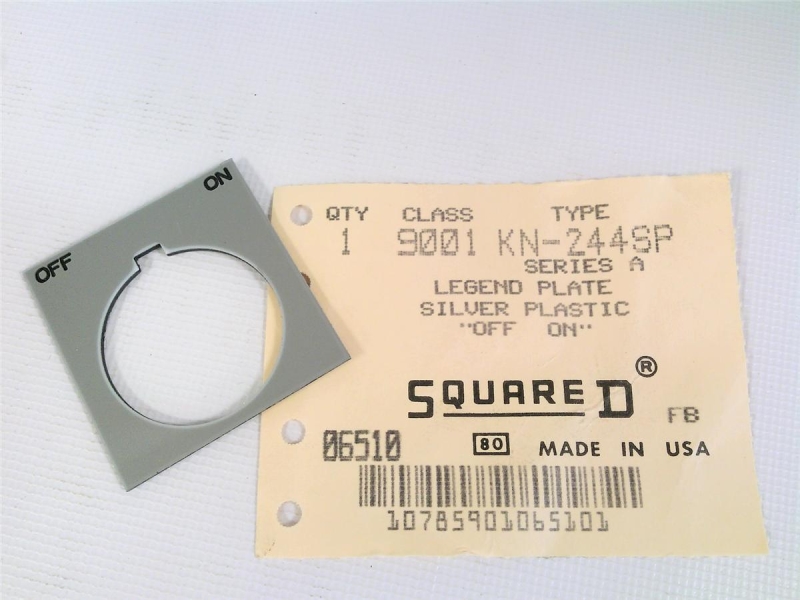 OFF ON
QTY CLASS TYPE
1 9001 KN-244SP
SERIES A
LEGEND PLATE
SILVER PLASTIC
"OFF ON"
SQUARE D ®
FB
06510 80 MADE IN USA
10785901065101